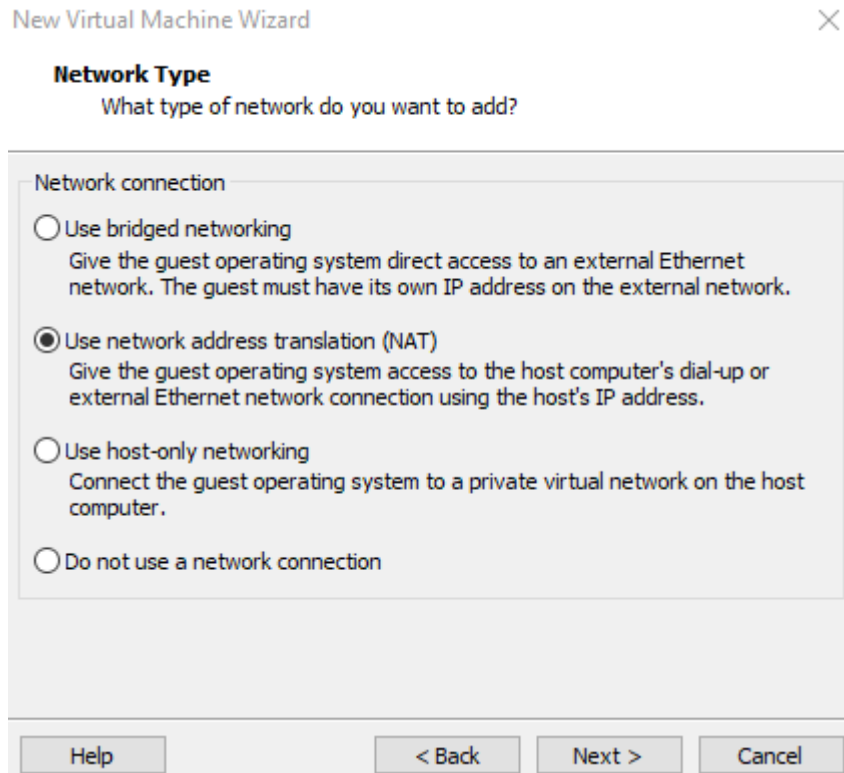 New Virtual Machine Wizard
Network Type
What type of network do you want to add?
Network connection
Use bridged networking
Give the guest operating system direct access to an external Ethernet
network. The guest must have its own IP address on the external network.
Use network address translation (NAT)
Give the guest operating system access to the host computer's dial-up or
external Ethernet network connection using the host's IP address.
Use host-only networking
Connect the guest operating system to a private virtual network on the host
computer.
Do not use a network connection
Help < Back Next > Cancel